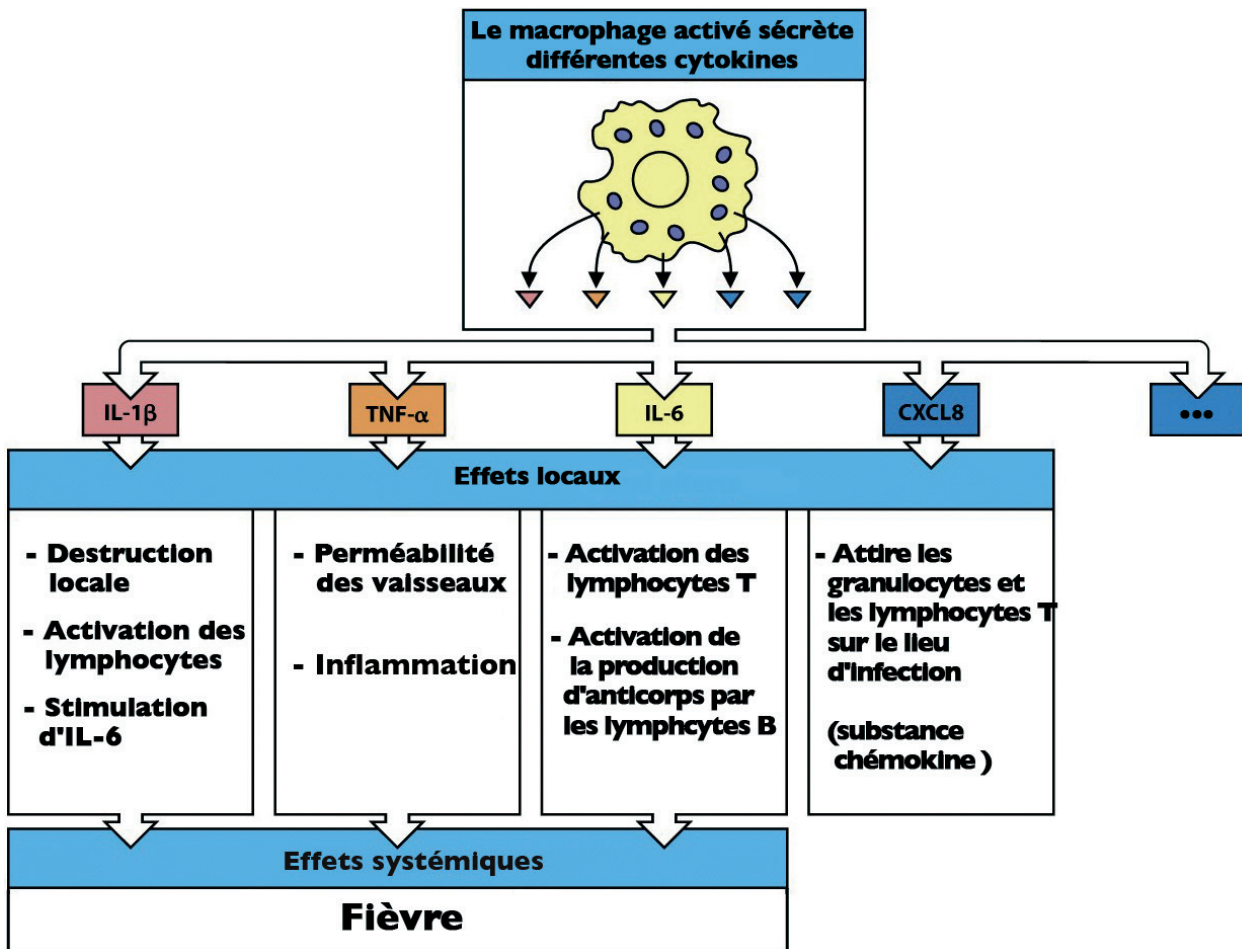 Le macrophage activé sécrète
différentes cytokines
IL-1β
TNF-α
IL-6
CXCL8
•••
Effets locaux
- Destruction
locale
- Activation des
lymphocytes
- Stimulation
d'IL-6
- Perméabilité
des vaisseaux
- Inflammation
- Activation des
lymphocytes T
- Activation de
la production
d'anticorps par
les lymphcytes B
- Attire les
granulocytes et
les lymphocytes T
sur le lieu
d'infection
(substance
chémokine )
Effets systémiques
Fièvre